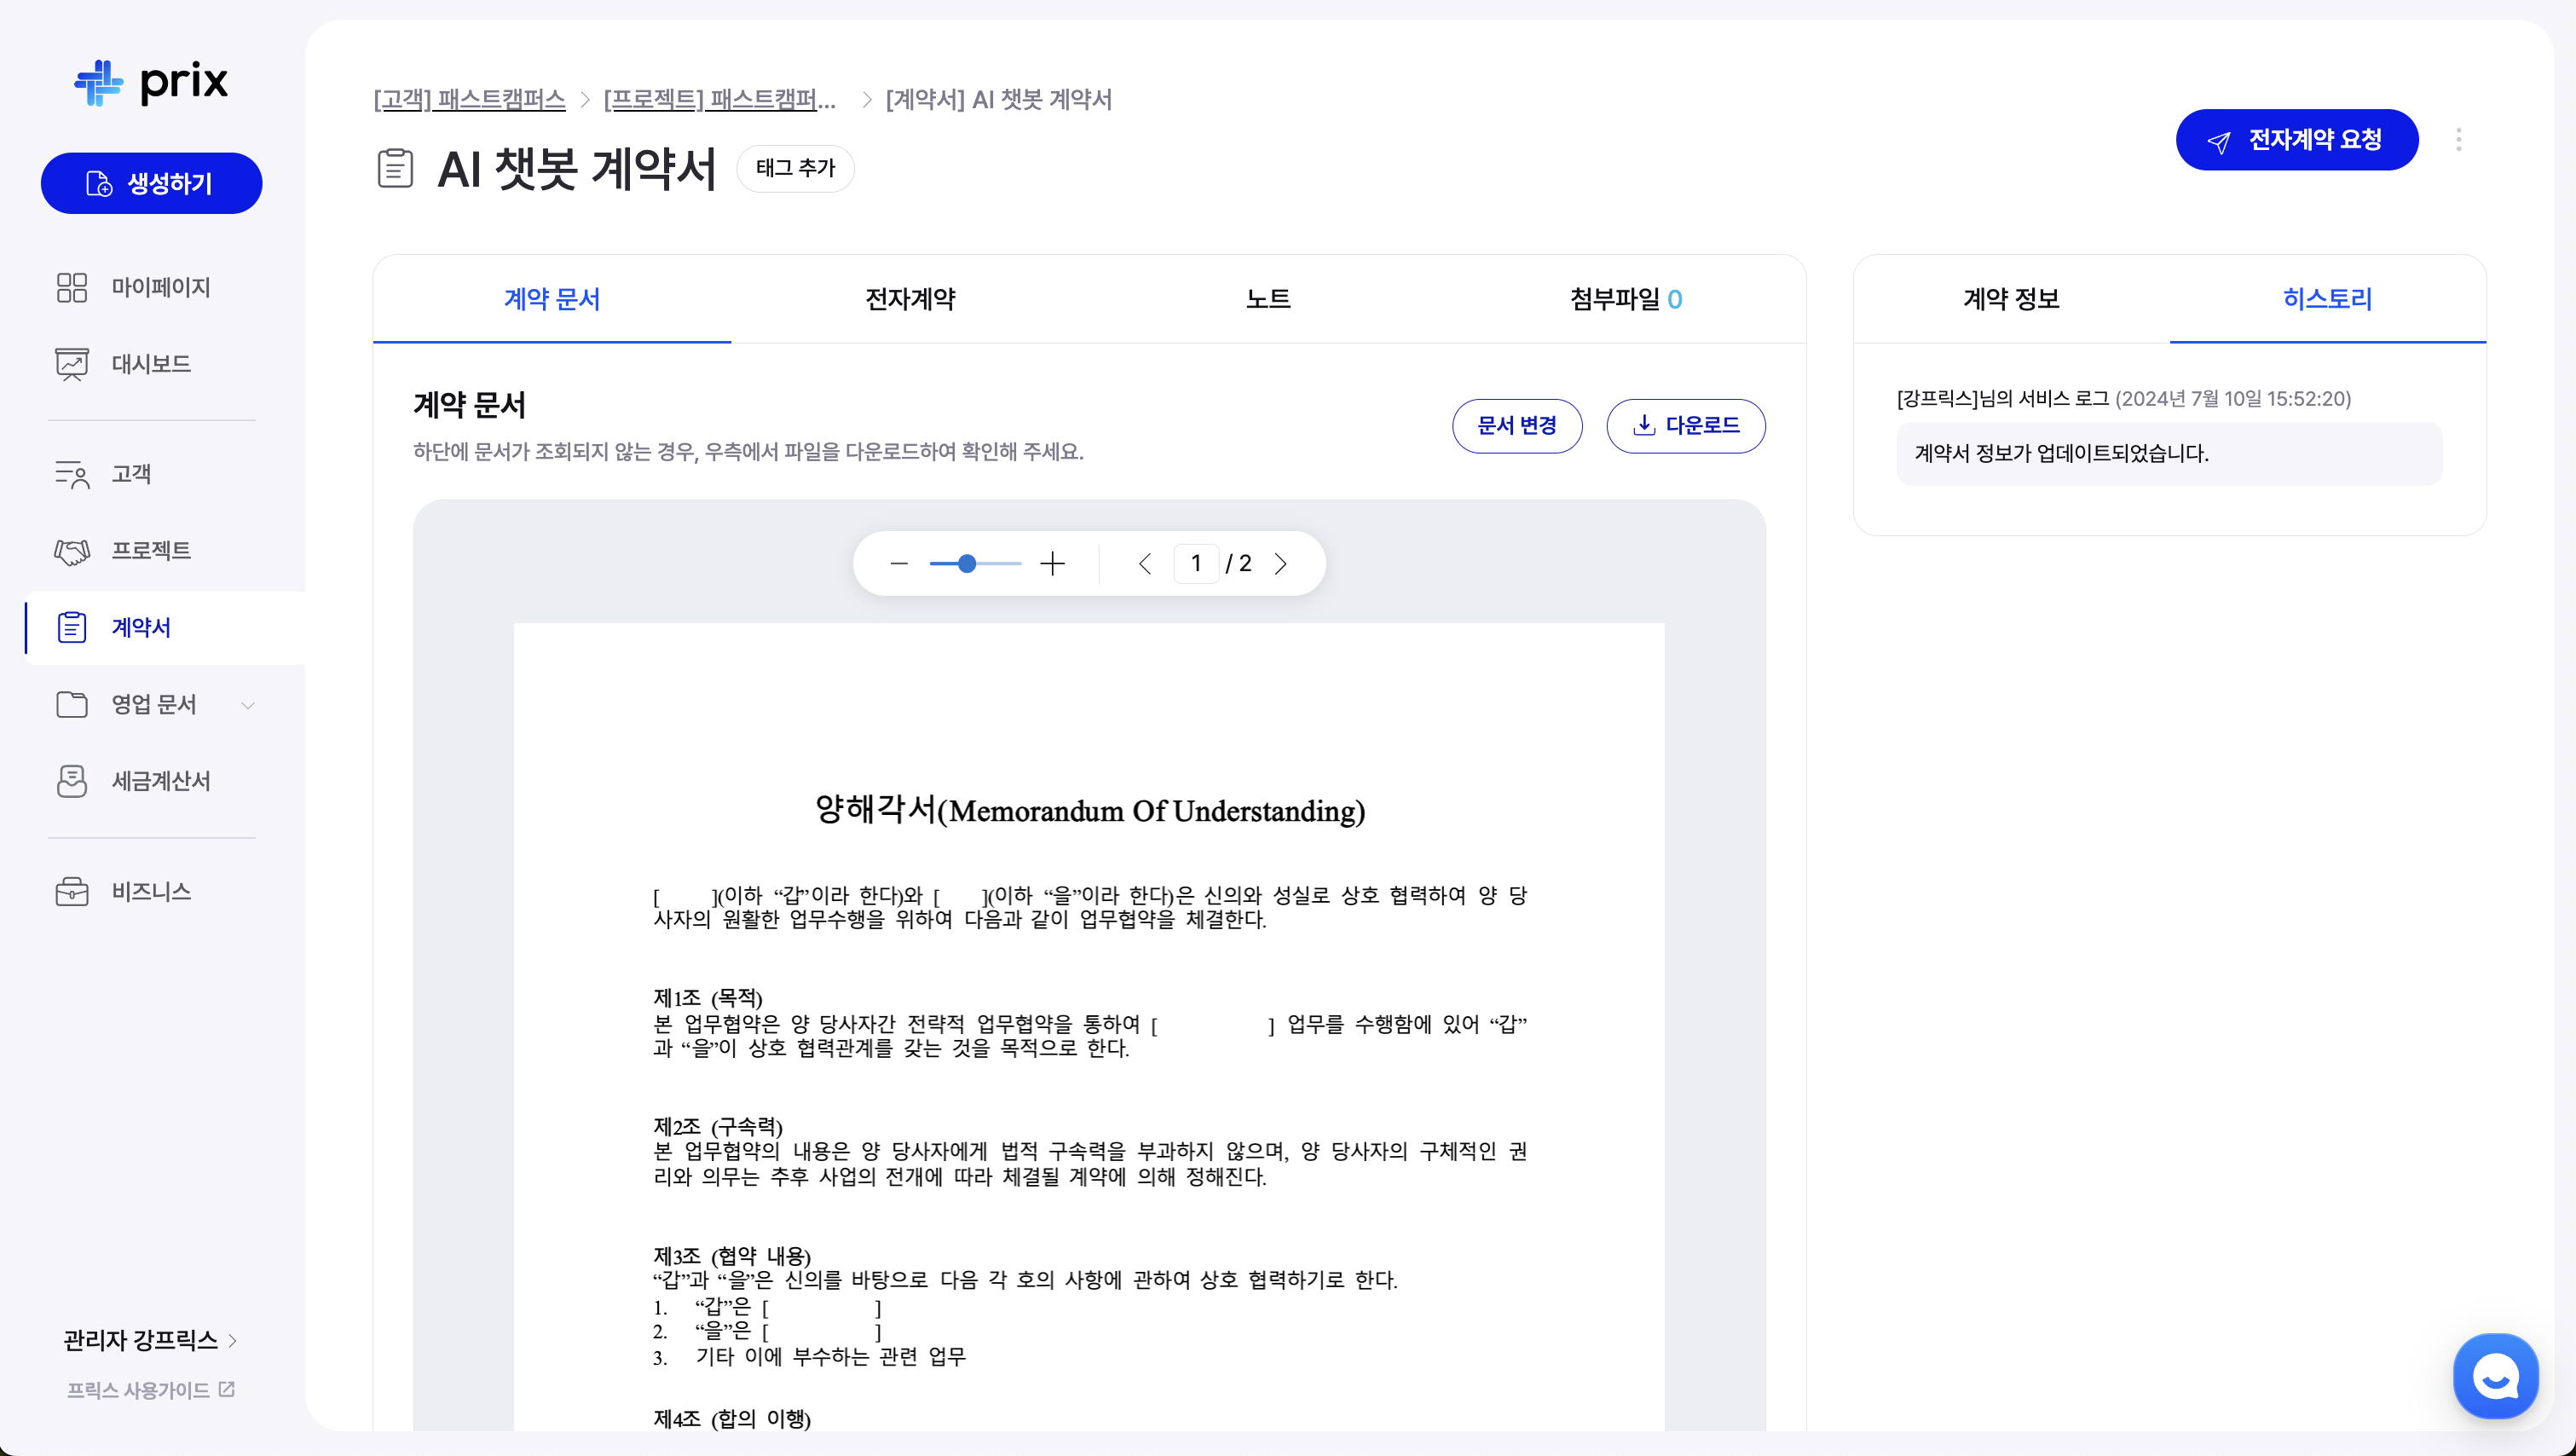 prix
생성하기
마이페이지
대시보드
고객
프로젝트
계약서
영업 문서
세금계산서
비즈니스
관리자 강프릭스
프릭스 사용가이드
[고객] 패스트캠퍼스 > [프로젝트] 패스트캠퍼... > [계약서] AI 챗봇 계약서
AI 챗봇 계약서 태그 추가
전자계약 요청
계약 문서 전자계약 노트 첨부파일 0
계약 문서
하단에 문서가 조회되지 않는 경우, 우측에서 파일을 다운로드하여 확인해 주세요.
문서 변경 다운로드
1 / 2
양해각서(Memorandum Of Understanding)
[ ](이하 “갑”이라 한다)와 [ ](이하 “을”이라 한다)은 신의와 성실로 상호 협력하여 양 당
사자의 원활한 업무수행을 위하여 다음과 같이 업무협약을 체결한다.
제1조 (목적)
본 업무협약은 양 당사자간 전략적 업무협약을 통하여 [ ] 업무를 수행함에 있어 “갑”
과 “을”이 상호 협력관계를 갖는 것을 목적으로 한다.
제2조 (구속력)
본 업무협약의 내용은 양 당사자에게 법적 구속력을 부과하지 않으며, 양 당사자의 구체적인 권
리와 의무는 추후 사업의 전개에 따라 체결될 계약에 의해 정해진다.
제3조 (협약 내용)
“갑”과 “을”은 신의를 바탕으로 다음 각 호의 사항에 관하여 상호 협력하기로 한다.
1. “갑”은 [ ]
2. “을”은 [ ]
3. 기타 이에 부수하는 관련 업무
제4조 (합의 이행)
계약 정보 히스토리
[강프릭스]님의 서비스 로그 (2024년 7월 10일 15:52:20)
계약서 정보가 업데이트되었습니다.